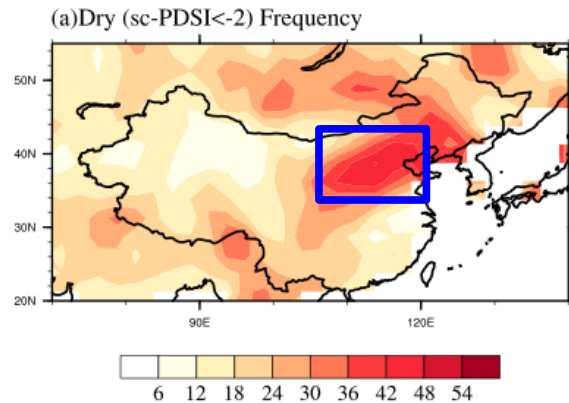 (a)Dry (sc-PDSI<-2) Frequency
50N
40N
30N
20N
90E
120E
6 12 18 24 30 36 42 48 54